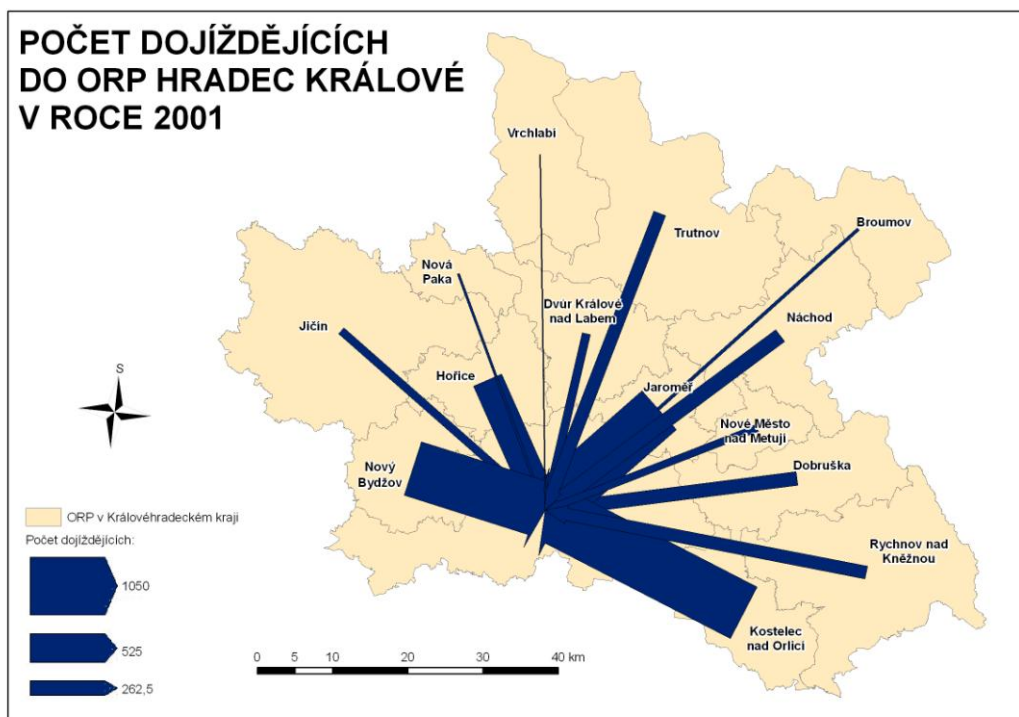 POČET DOJÍŽDĚJÍCÍCH
DO ORP HRADEC KRÁLOVÉ
V ROCE 2001
Vrchlabí
Trutnov
Broumov
Nová
Paka
Dvůr Králové
nad Labem
Náchod
Jičín
Hořice
Jaroměř
S
Nové Město
nad Metují
Nový
Bydžov
Dobruška
ORP v Královéhradeckém kraji
Počet dojíždějících:
Rychnov nad
Kněžnou
1050
Kostelec
nad Orlicí
525
0 5 10 20 30 40 km
262,5